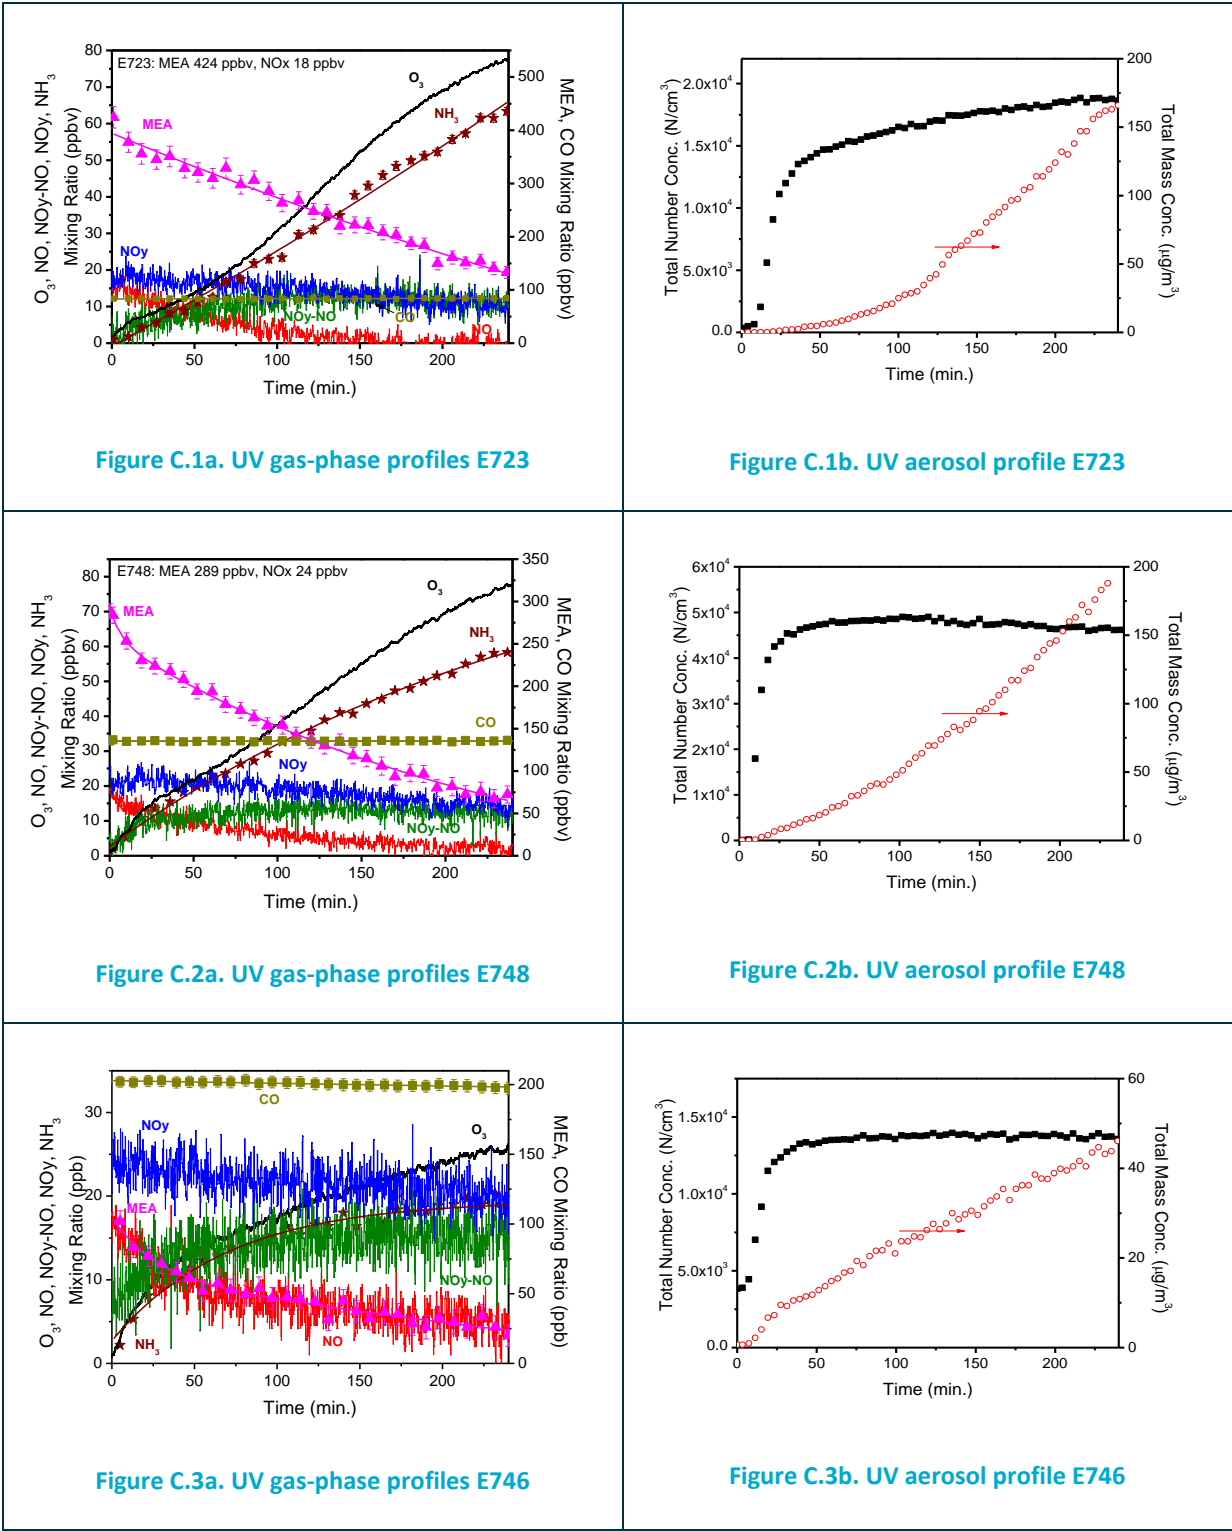 E723: MEA 424 ppbv, NOx 18 ppbv
O3, NO, NOy-NO, NOy, NH3
Mixing Ratio (ppbv)
MEA, CO Mixing Ratio (ppbv)
80
70
60
50
40
30
20
10
0
500
400
300
200
100
0
O3
NH3
MEA
NOy
NOy-NO
CO
NO
0
50
100
150
200
Time (min.)
Figure C.1a. UV gas-phase profiles E723
Total Number Conc. (N/cm3)
Total Mass Conc. (μg/m3)
2.0x10^4
1.5x10^4
1.0x10^4
5.0x10^3
0.0
200
150
100
50
0
0
50
100
150
200
Time (min.)
Figure C.1b. UV aerosol profile E723
E748: MEA 289 ppbv, NOx 24 ppbv
O3, NO, NOy-NO, NOy, NH3
Mixing Ratio (ppbv)
MEA, CO Mixing Ratio (ppbv)
80
70
60
50
40
30
20
10
0
350
300
250
200
150
100
50
0
O3
MEA
NH3
CO
NOy
NOy-NO
NO
0
50
100
150
200
Time (min.)
Figure C.2a. UV gas-phase profiles E748
Total Number Conc. (N/cm3)
Total Mass Conc. (μg/m3)
6x10^4
5x10^4
4x10^4
3x10^4
2x10^4
1x10^4
0
200
150
100
50
0
0
50
100
150
200
Time (min.)
Figure C.2b. UV aerosol profile E748
O3, NO, NOy-NO, NOy, NH3
Mixing Ratio (ppb)
MEA, CO Mixing Ratio (ppb)
30
20
10
0
200
150
100
50
0
CO
NOy
O3
MEA
NOy-NO
NO
NH3
0
50
100
150
200
Time (min.)
Figure C.3a. UV gas-phase profiles E746
Total Number Conc. (N/cm3)
Total Mass Conc. (μg/m3)
1.5x10^4
1.0x10^4
5.0x10^3
0.0
60
40
20
0
0
50
100
150
200
Time (min.)
Figure C.3b. UV aerosol profile E746